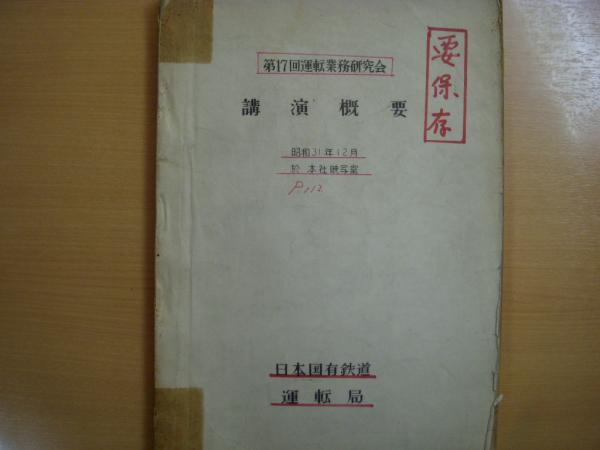 要保存
第17回運転業務研究会
講演概要
昭和31年12月
於 本社映写室
P.112
日本国有鉄道
運転局